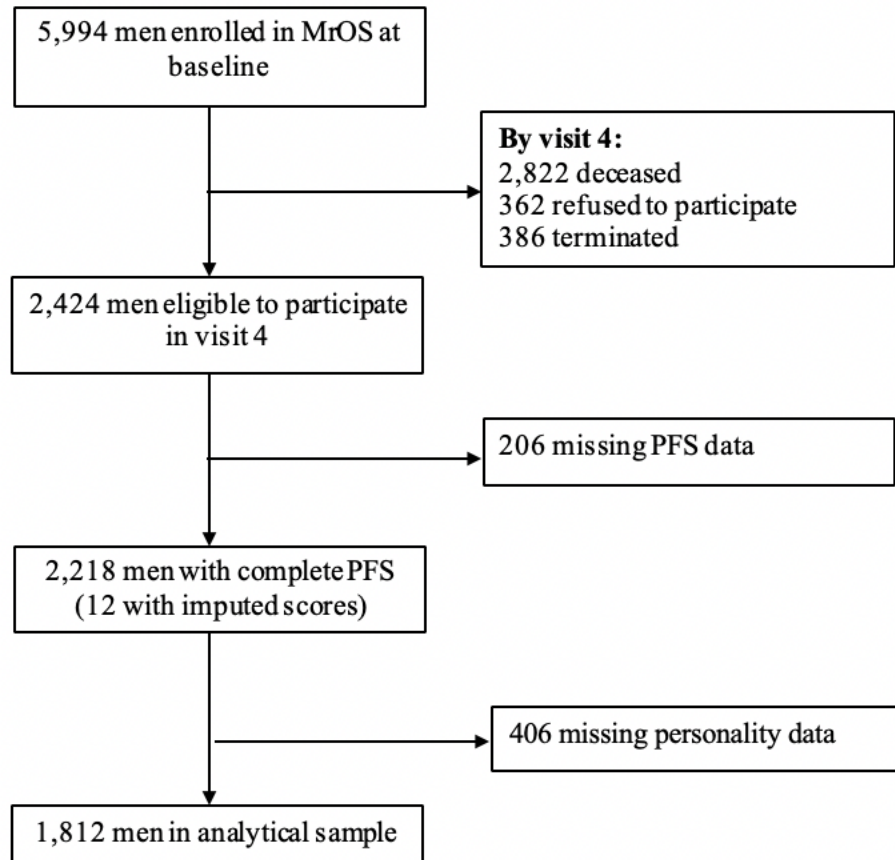 5,994 men enrolled in MrOS at
baseline
By visit 4:
2,822 deceased
362 refused to participate
386 terminated
2,424 men eligible to participate
in visit 4
206 missing PFS data
2,218 men with complete PFS
(12 with imputed scores)
406 missing personality data
1,812 men in analytical sample